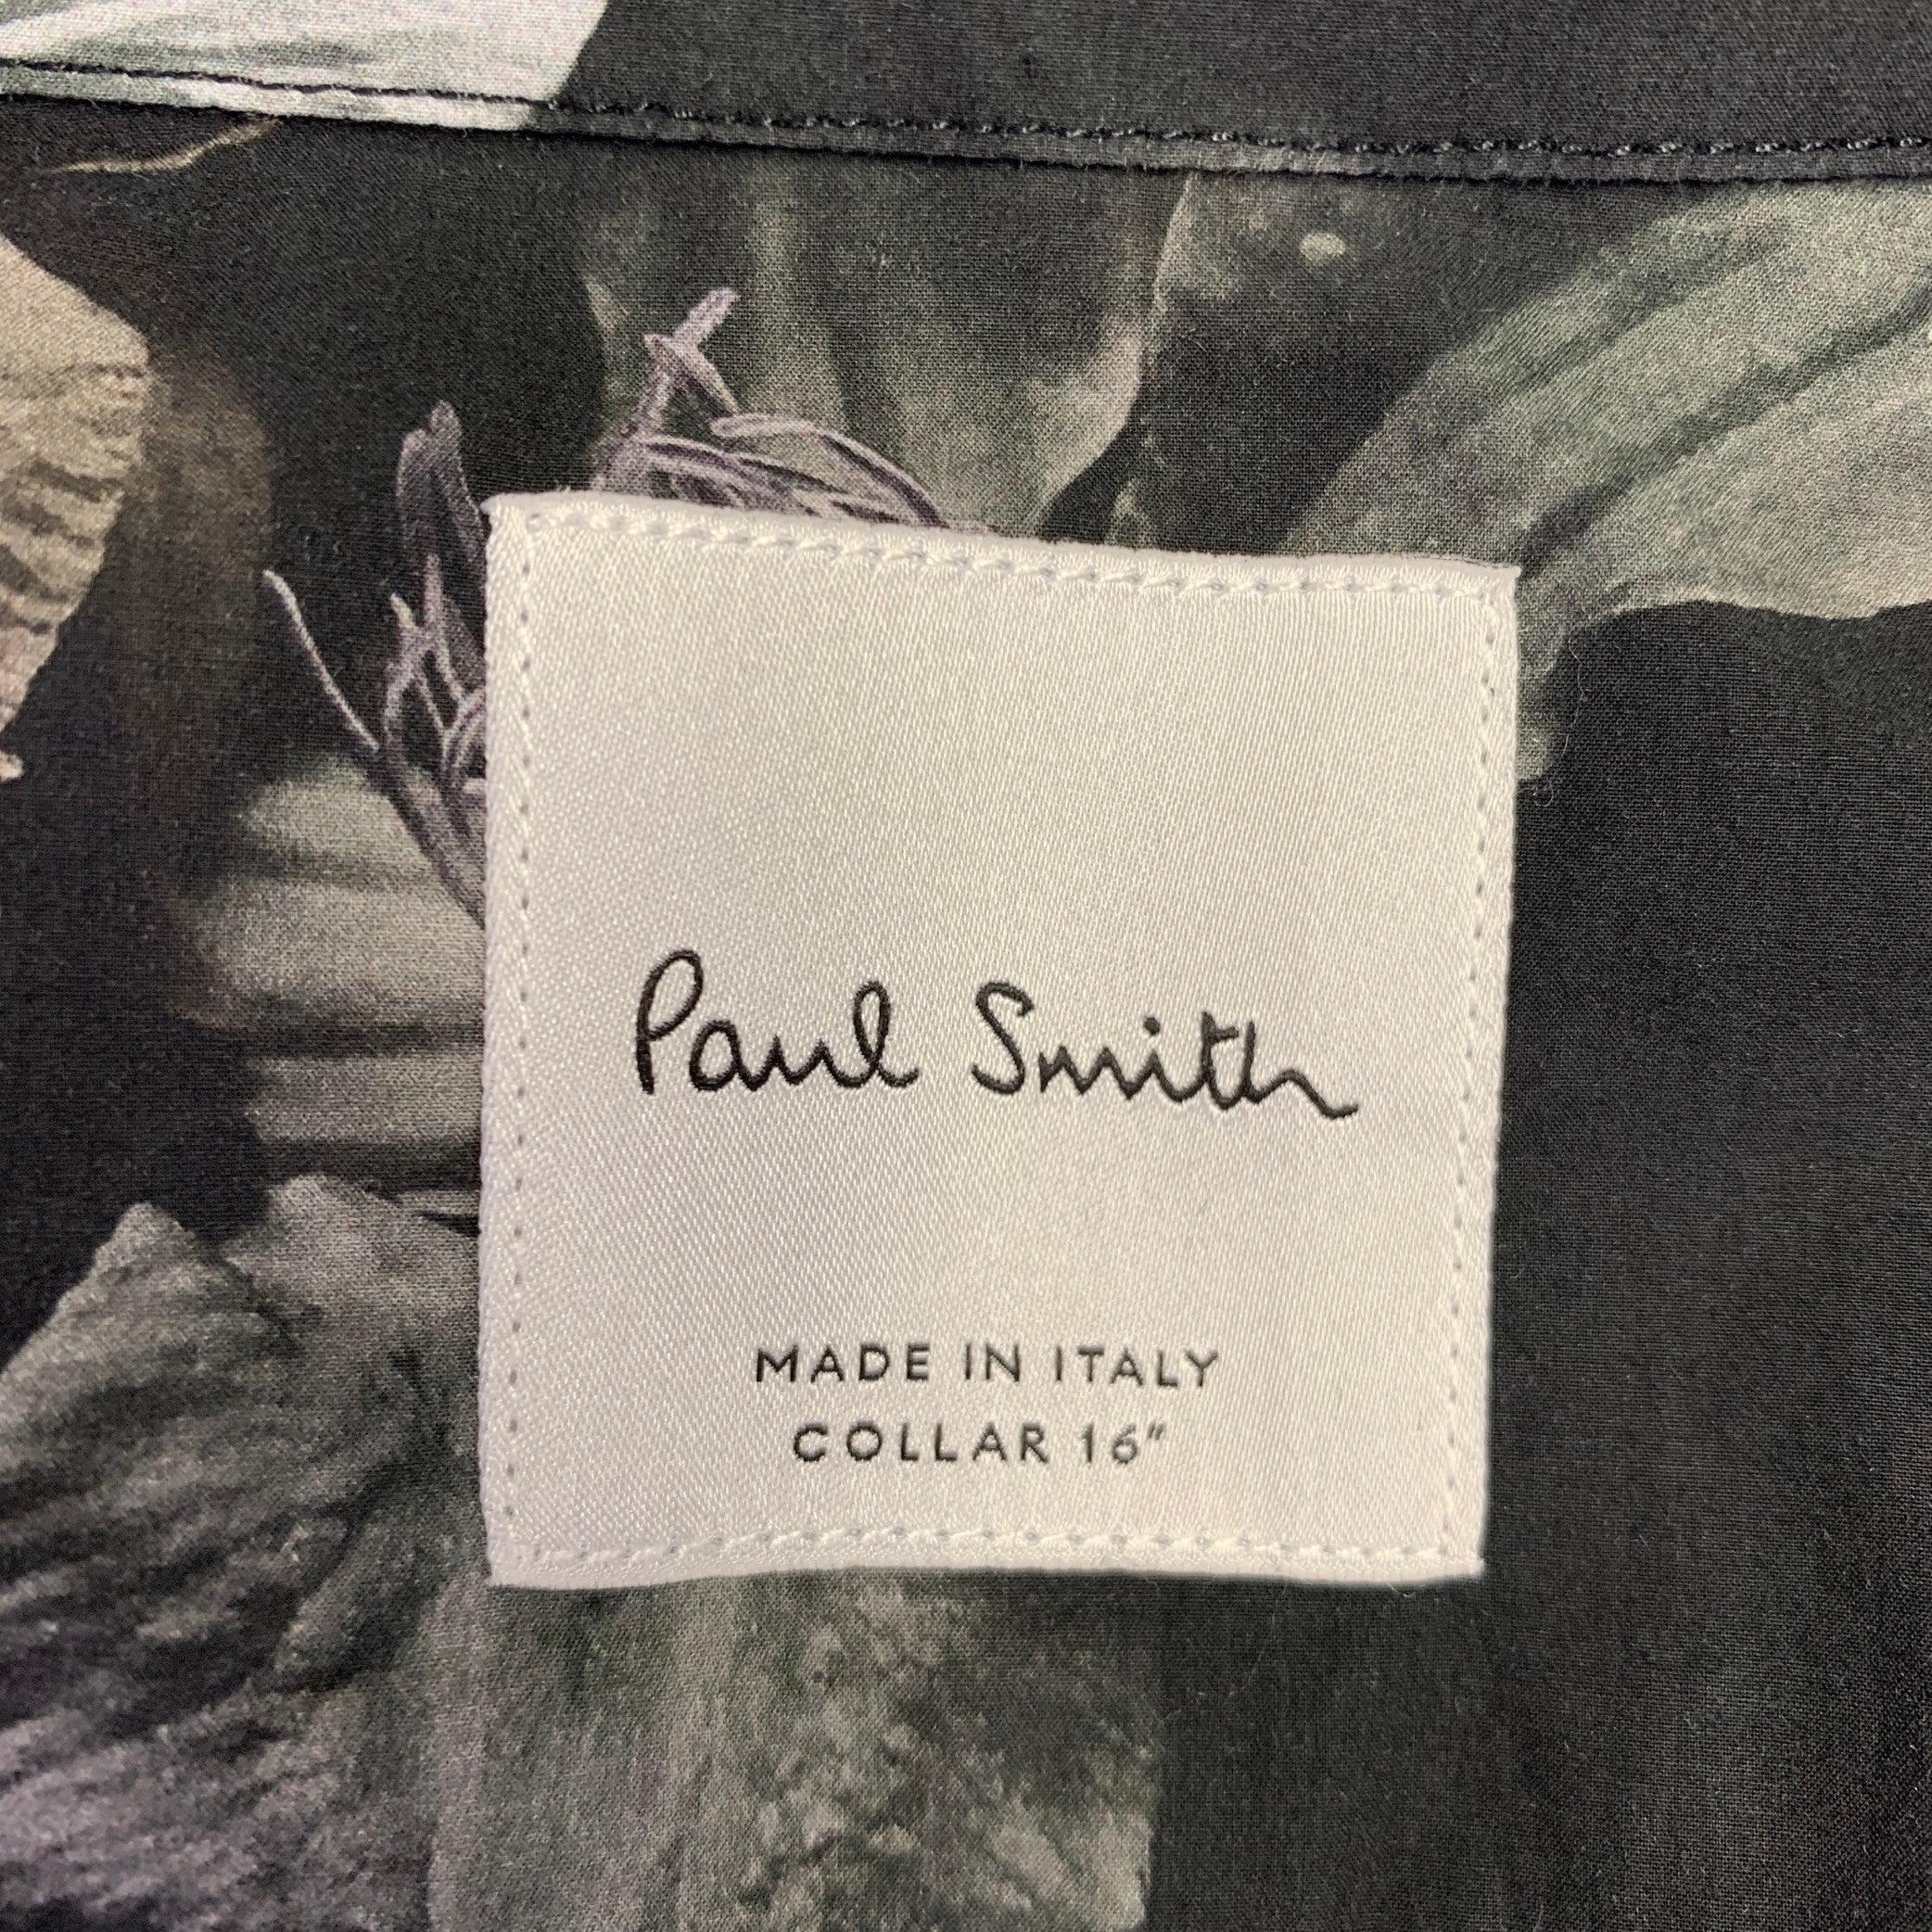 Paul Smith
MADE IN ITALY
COLLAR 16"